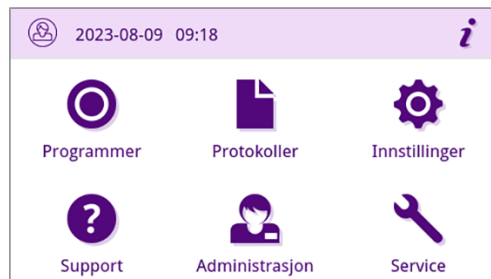 2023-08-09 09:18 i
Programmer Protokoller Innstillinger
? 
Support Administrasjon Service